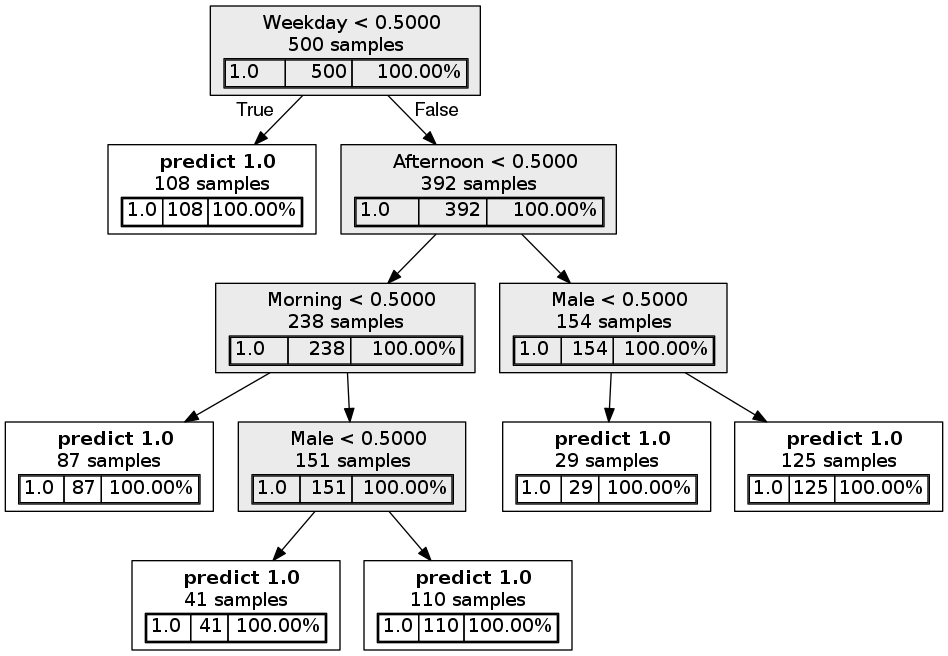 Weekday < 0.5000
500 samples
1.0 500 100.00%
True False
predict 1.0
108 samples
1.0 108 100.00%
Afternoon < 0.5000
392 samples
1.0 392 100.00%
Morning < 0.5000
238 samples
1.0 238 100.00%
Male < 0.5000
154 samples
1.0 154 100.00%
predict 1.0
87 samples
1.0 87 100.00%
Male < 0.5000
151 samples
1.0 151 100.00%
predict 1.0
29 samples
1.0 29 100.00%
predict 1.0
125 samples
1.0 125 100.00%
predict 1.0
41 samples
1.0 41 100.00%
predict 1.0
110 samples
1.0 110 100.00%